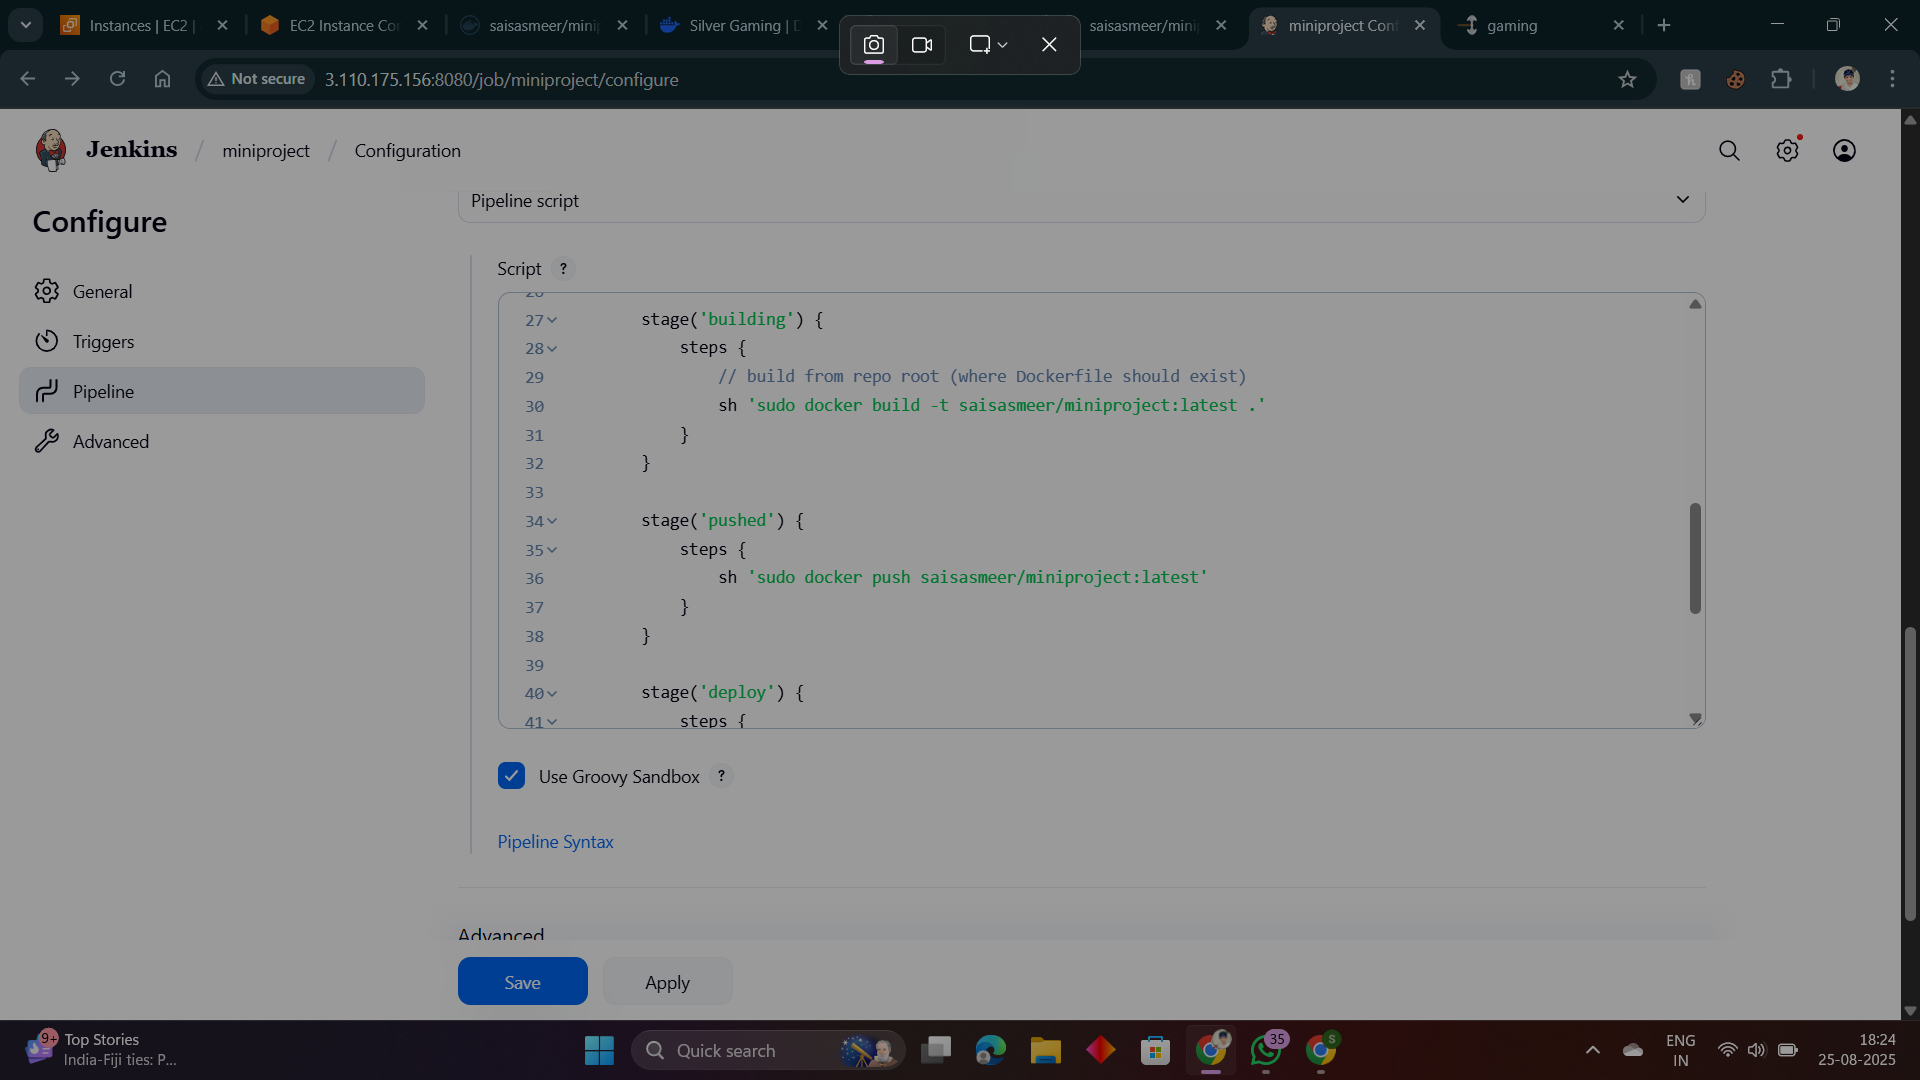 Instances | EC2 |
EC2 Instance Co
saisasmeer/mini
Silver Gaming | D
saisasmeer/mini
miniproject Conf
gaming
Not secure
3.110.175.156:8080/job/miniproject/configure
Jenkins / miniproject / Configuration
Configure
General
Triggers
Pipeline
Advanced
Pipeline script
Script ?
26
27 stage('building') {
28 steps {
29 // build from repo root (where Dockerfile should exist)
30 sh 'sudo docker build -t saisasmeer/miniproject:latest .'
31 }
32 }
33
34 stage('pushed') {
35 steps {
36 sh 'sudo docker push saisasmeer/miniproject:latest'
37 }
38 }
39
40 stage('deploy') {
41 steps {
Use Groovy Sandbox ?
Pipeline Syntax
Advanced
Save
Apply
9+
Top Stories
India-Fiji ties: P...
Quick search
35
S
ENG
IN
18:24
25-08-2025